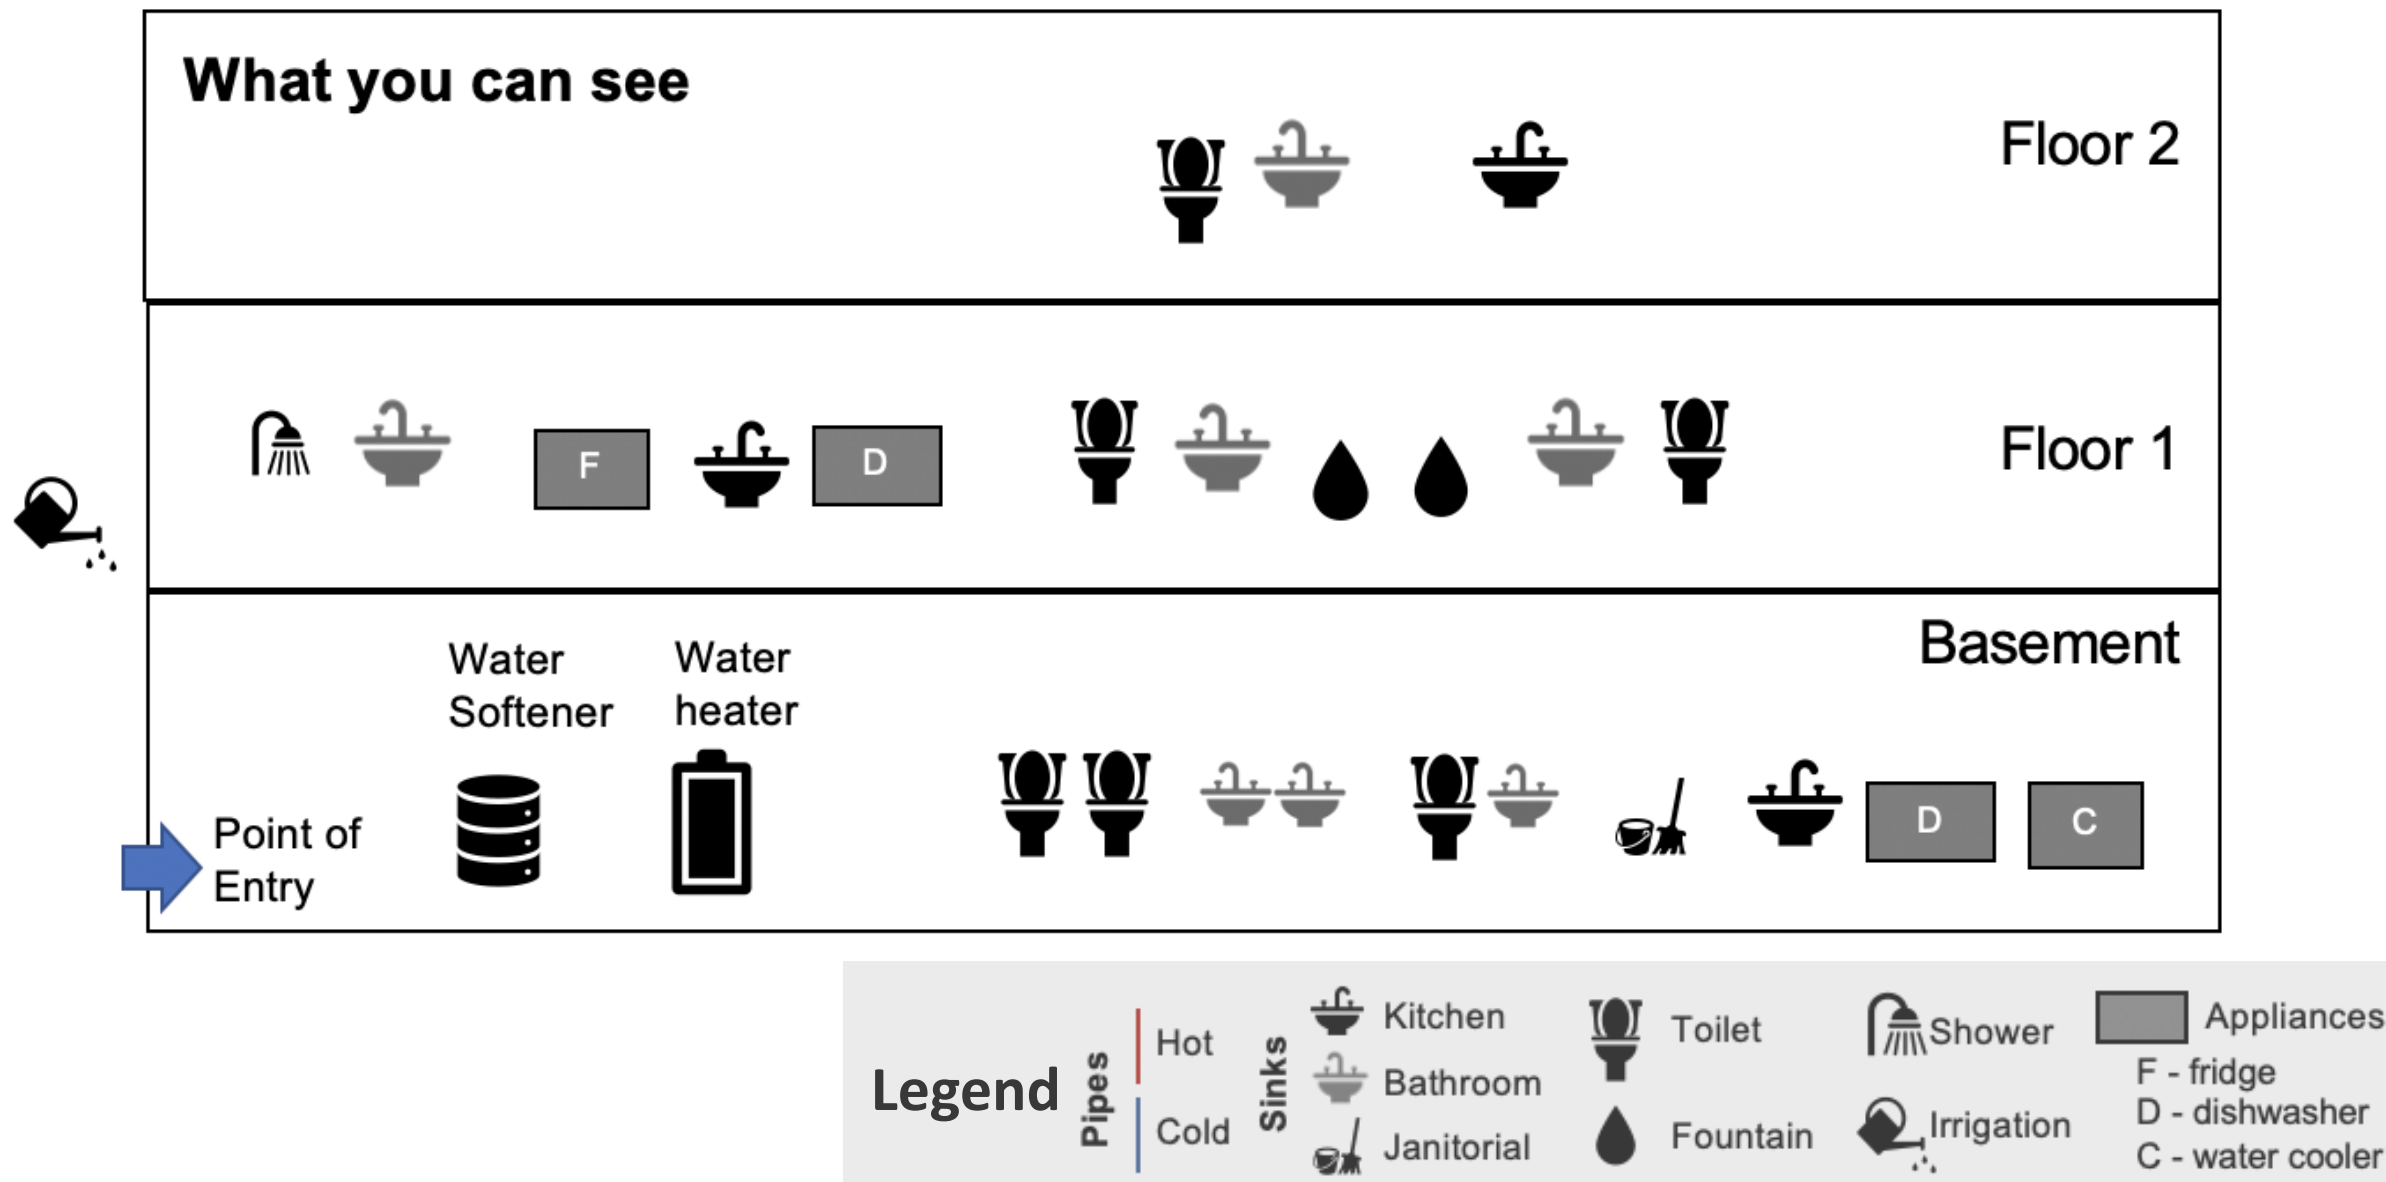 What you can see
Floor 2
F
D
Floor 1
Basement
Water
Softener
Water
heater
Point of
Entry
D
C
Legend
Pipes
Hot
Cold
Sinks
Kitchen
Bathroom
Janitorial
Toilet
Fountain
Shower
Irrigation
Appliances
F - fridge
D - dishwasher
C - water cooler